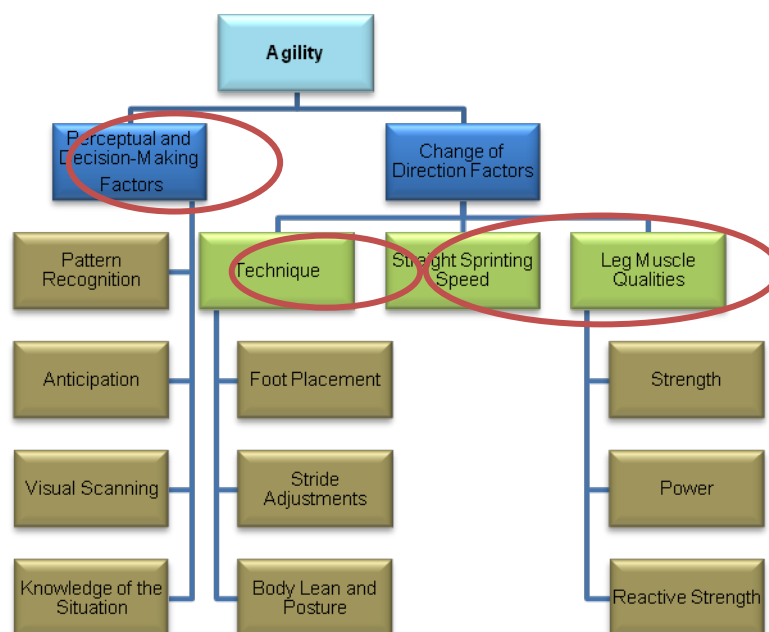 Agility
Perceptual and
Decision-Making
Factors
Change of
Direction Factors
Pattern
Recognition
Technique
Straight Sprinting
Speed
Leg Muscle
Qualities
Anticipation
Foot Placement
Strength
Visual Scanning
Stride
Adjustments
Power
Knowledge of the
Situation
Body Lean and
Posture
Reactive Strength